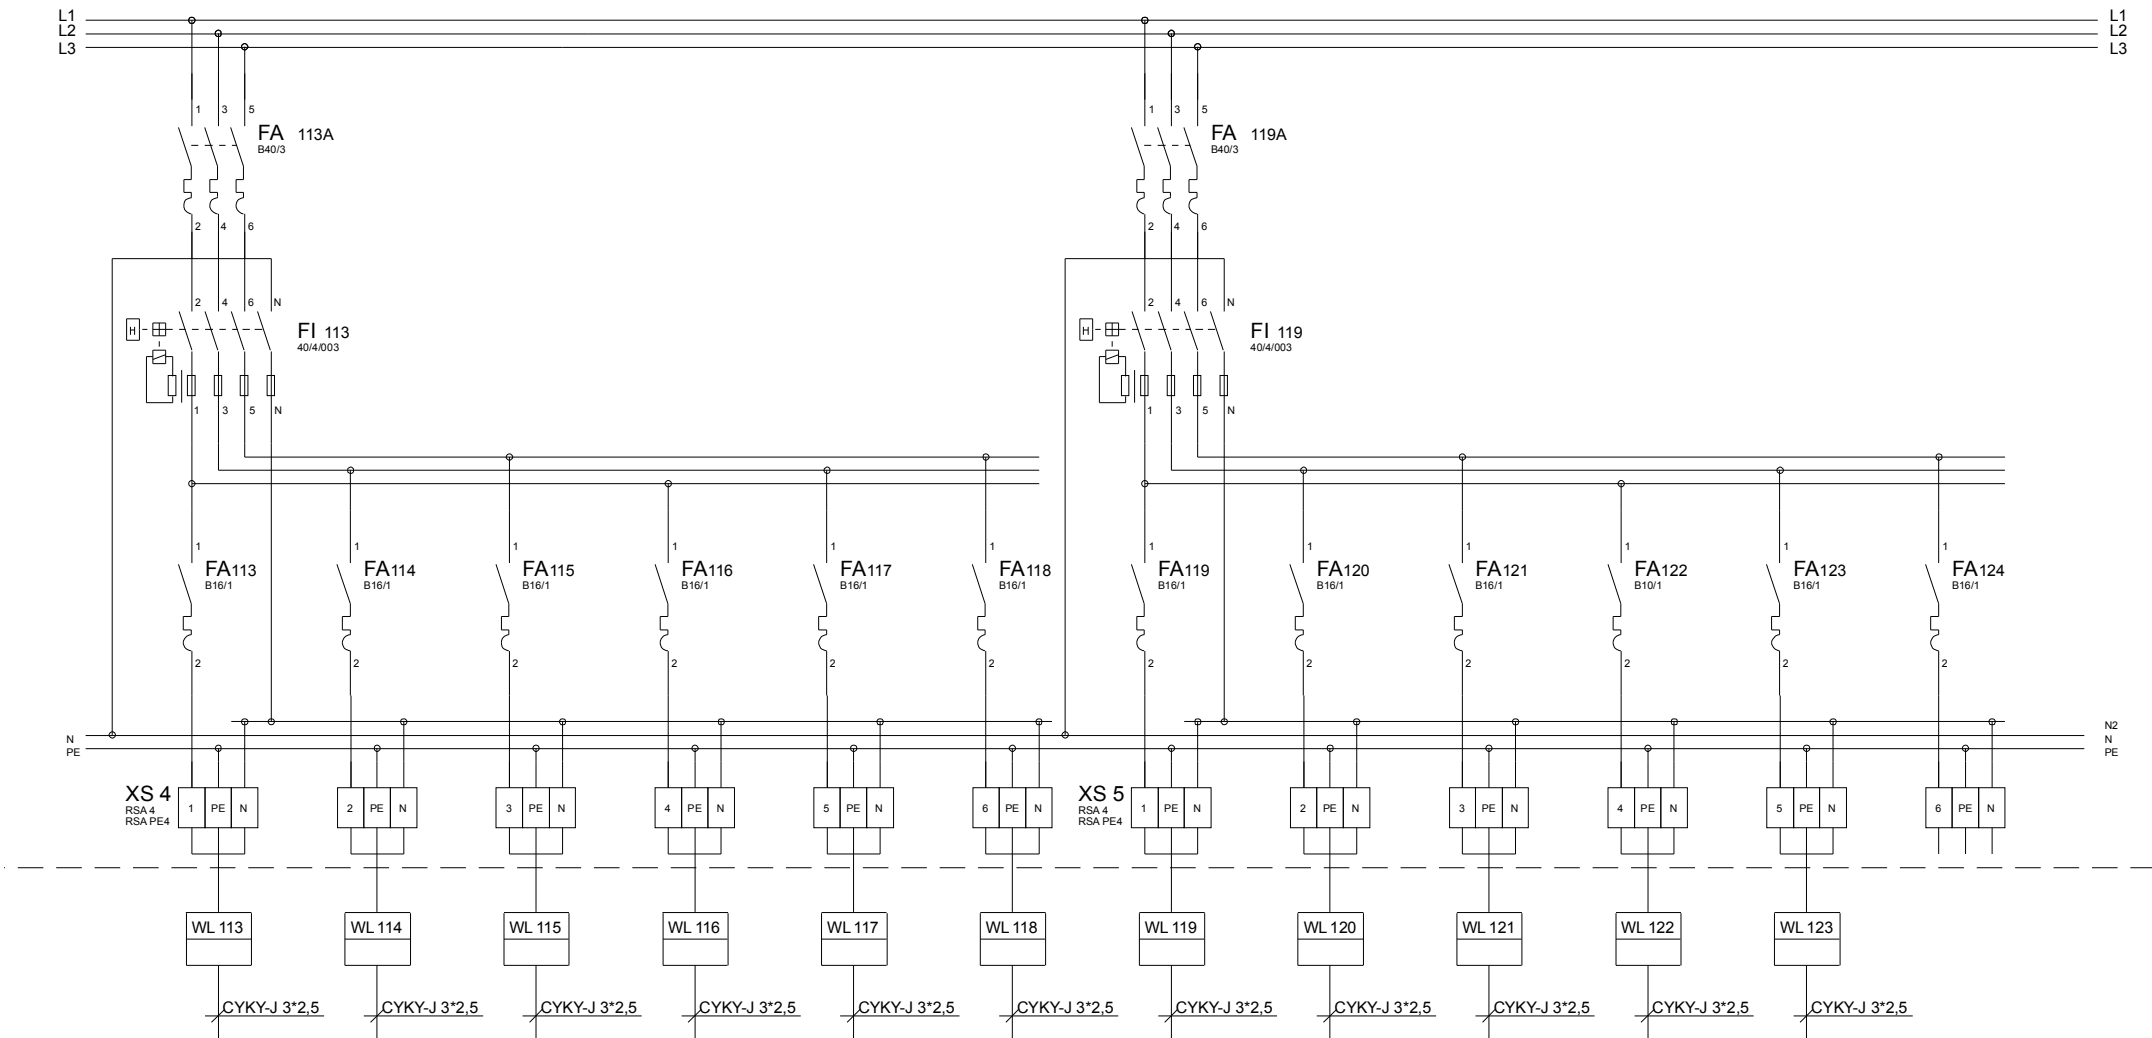 L1 L1
L2 L2
L3 L3
1 3 5 1 3 5
FA 113A FA 119A
B40/3 B40/3
2 4 6 2 4 6
2 4 6 N 2 4 6 N
H FI 113 H FI 119
40/4/003 40/4/003
1 3 5 N 1 3 5 N
1 1 1 1 1 1 1 1 1 1 1 1
FA113 FA114 FA115 FA116 FA117 FA118 FA119 FA120 FA121 FA122 FA123 FA124
B16/1 B16/1 B16/1 B16/1 B16/1 B16/1 B16/1 B16/1 B16/1 B10/1 B16/1 B16/1
2 2 2 2 2 2 2 2 2 2 2 2
N2
N N
PE PE
XS 4 XS 5
1 PE N 2 PE N 3 PE N 4 PE N 5 PE N 6 PE N 1 PE N 2 PE N 3 PE N 4 PE N 5 PE N 6 PE N
RSA 4 RSA 4
RSA PE4 RSA PE4
WL 113 WL 114 WL 115 WL 116 WL 117 WL 118 WL 119 WL 120 WL 121 WL 122 WL 123
CYKY-J 3*2,5 CYKY-J 3*2,5 CYKY-J 3*2,5 CYKY-J 3*2,5 CYKY-J 3*2,5 CYKY-J 3*2,5 CYKY-J 3*2,5 CYKY-J 3*2,5 CYKY-J 3*2,5 CYKY-J 3*2,5 CYKY-J 3*2,5